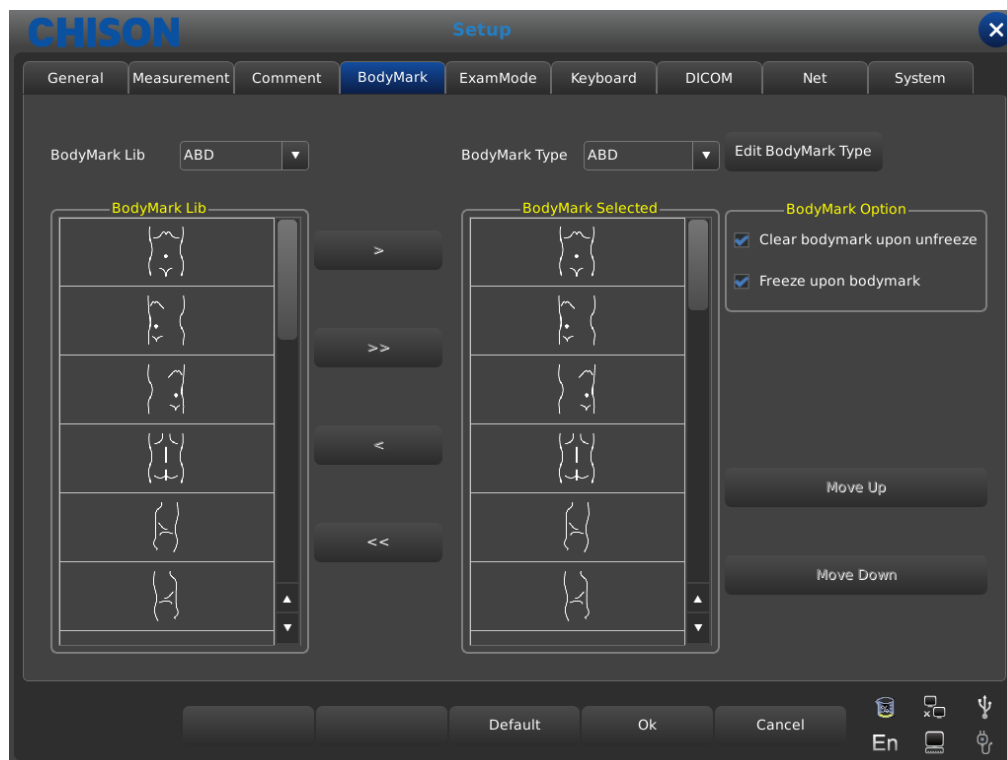 CHISON
Setup
General Measurement Comment BodyMark ExamMode Keyboard DICOM Net System
BodyMark Lib ABD BodyMark Type ABD Edit BodyMark Type
BodyMark Lib BodyMark Selected BodyMark Option
Clear bodymark upon unfreeze
>
Freeze upon bodymark
>>
<
Move Up
<<
Move Down
Default Ok Cancel
En